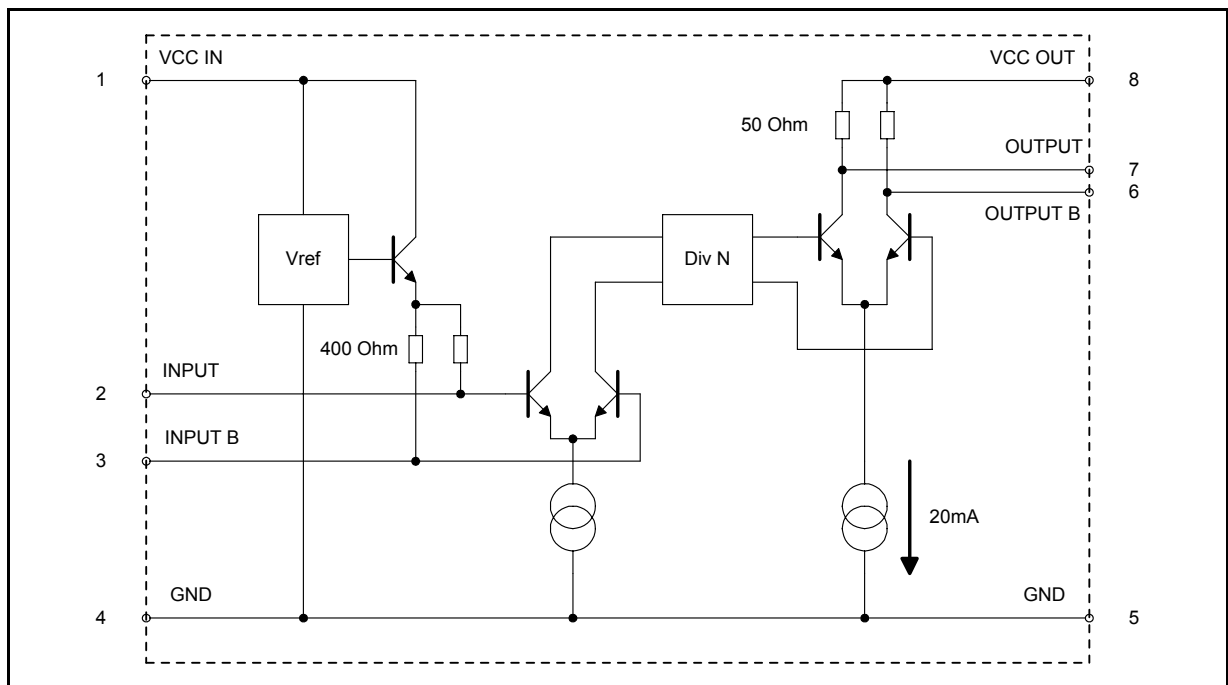 VCC IN
VCC OUT
1
8
50 Ohm
OUTPUT
7
6
OUTPUT B
Vref
Div N
400 Ohm
INPUT
2
INPUT B
3
20mA
GND
GND
4
5